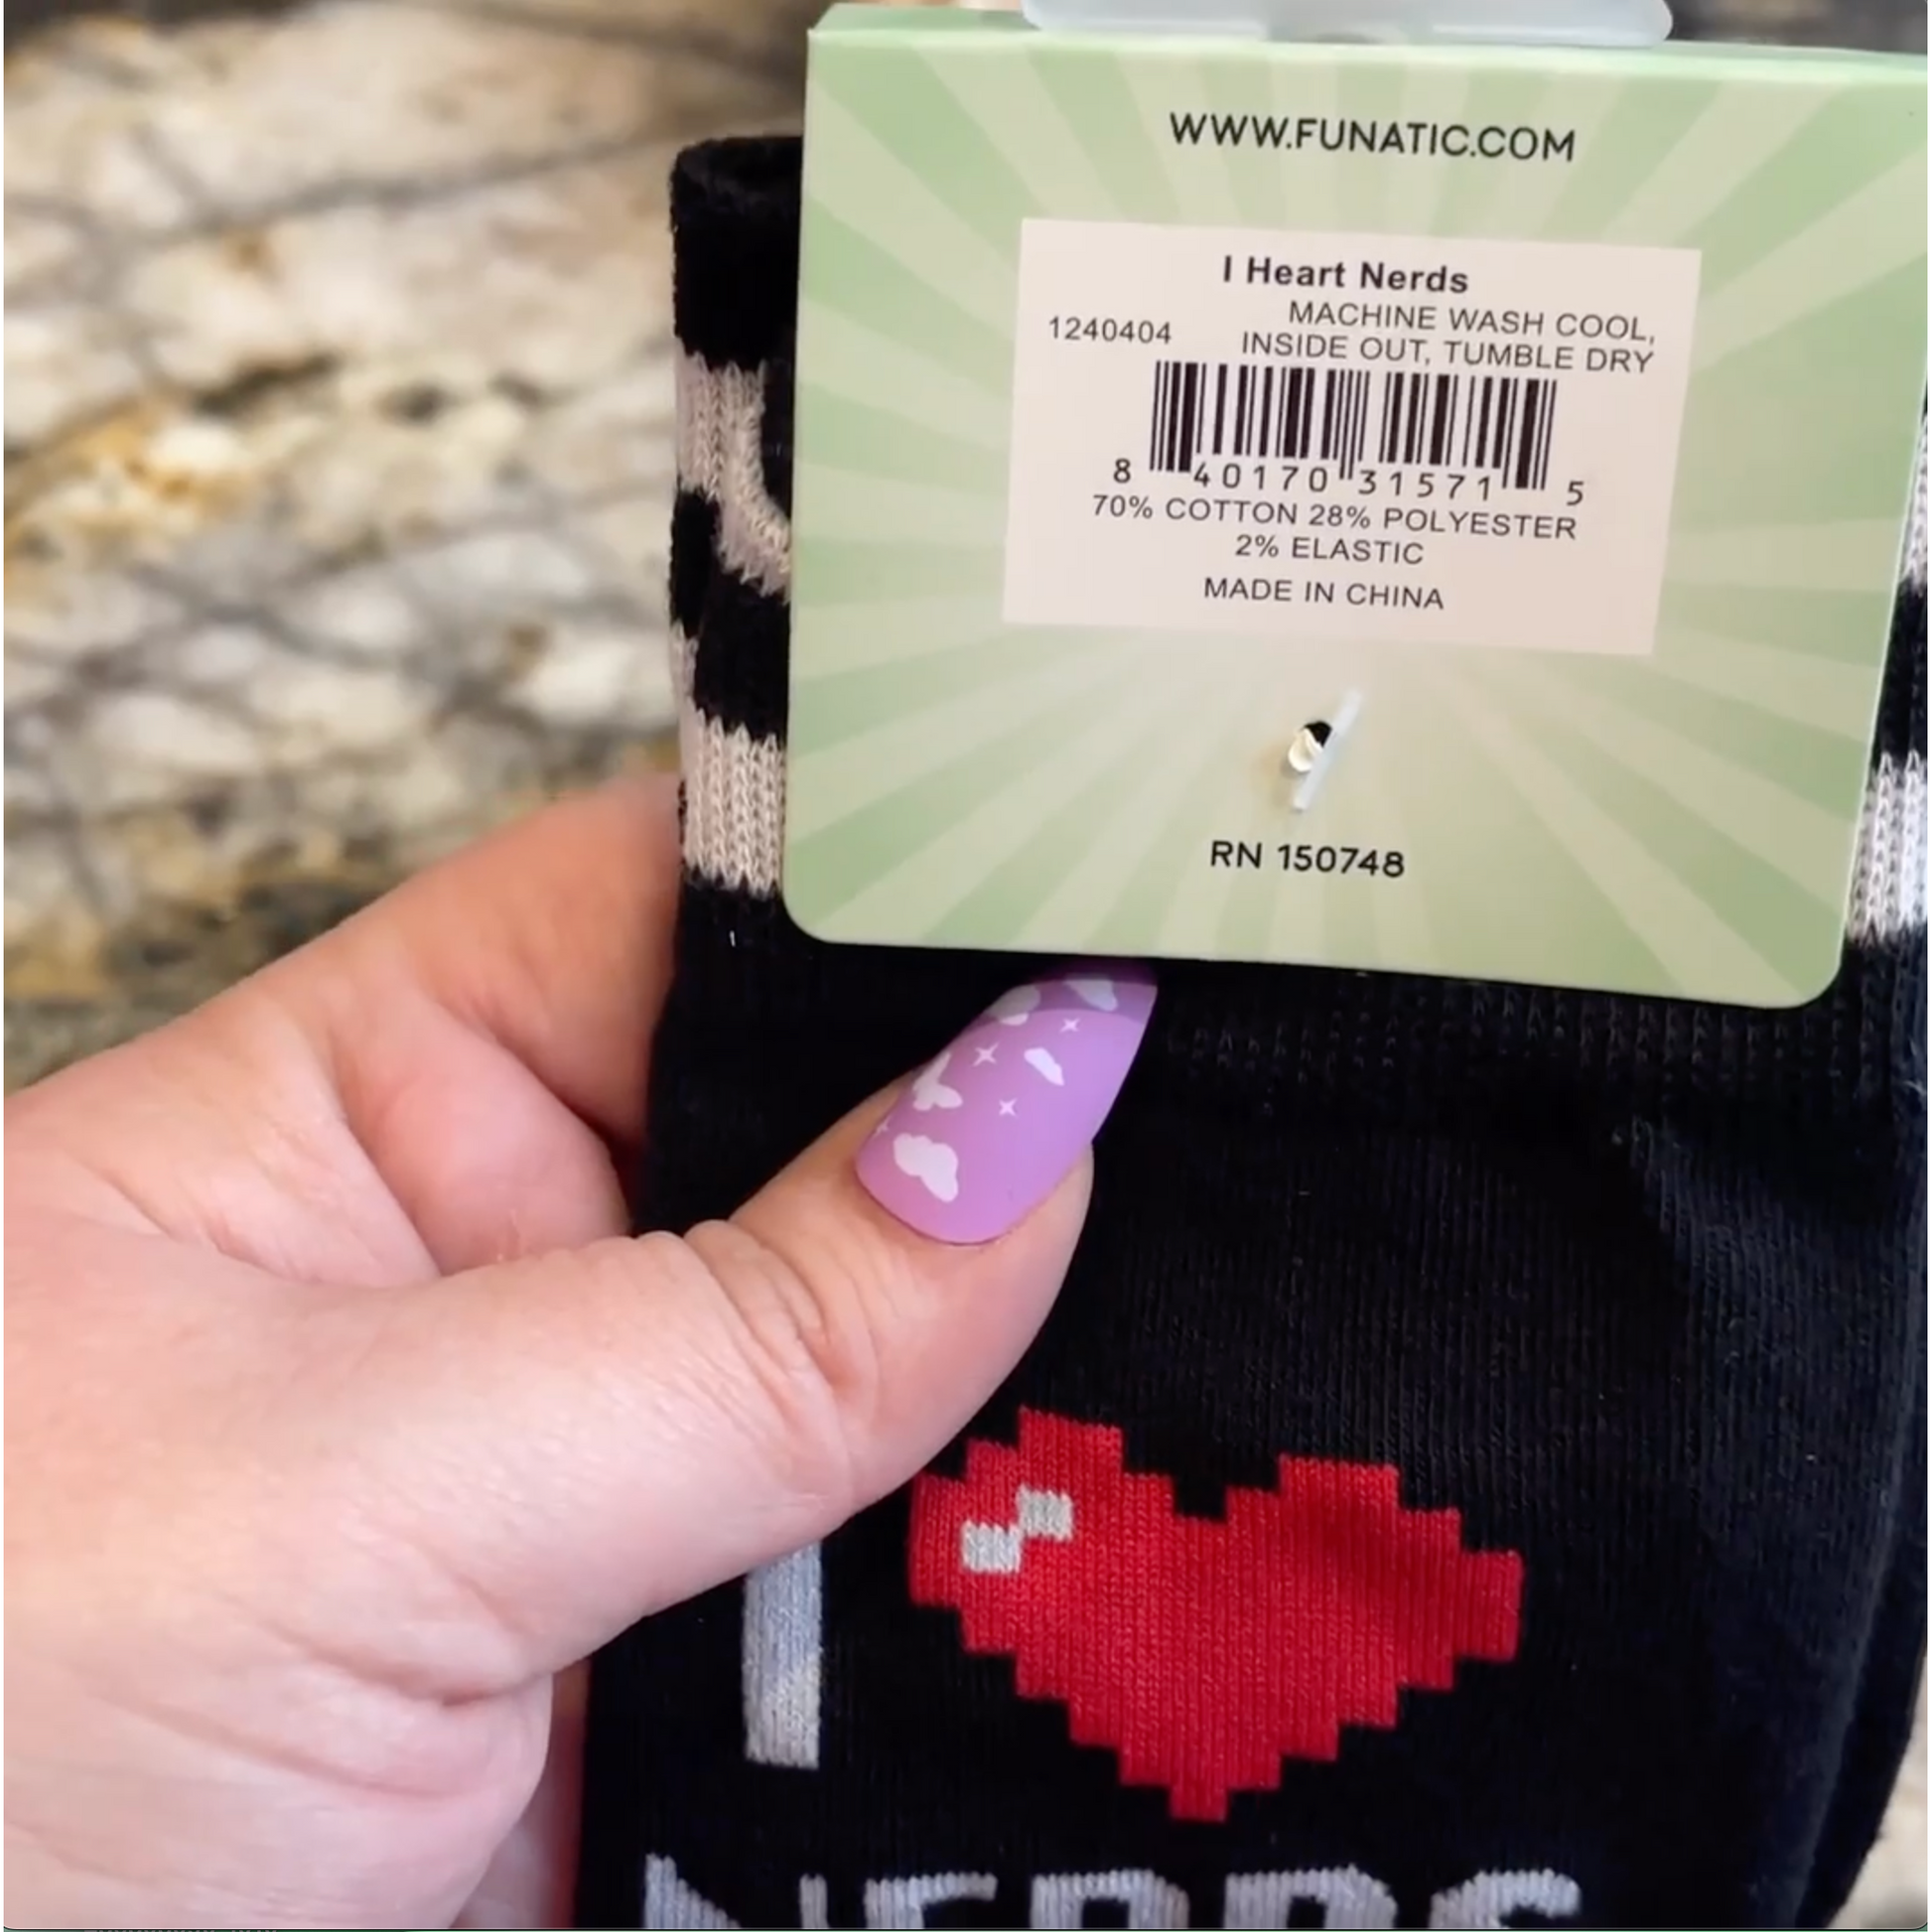 WWW.FUNATIC.COM
I Heart Nerds
MACHINE WASH COOL,
1240404 INSIDE OUT, TUMBLE DRY
8 40170 31571 5
70% COTTON 28% POLYESTER
2% ELASTIC
MADE IN CHINA
RN 150748
I
NERDS